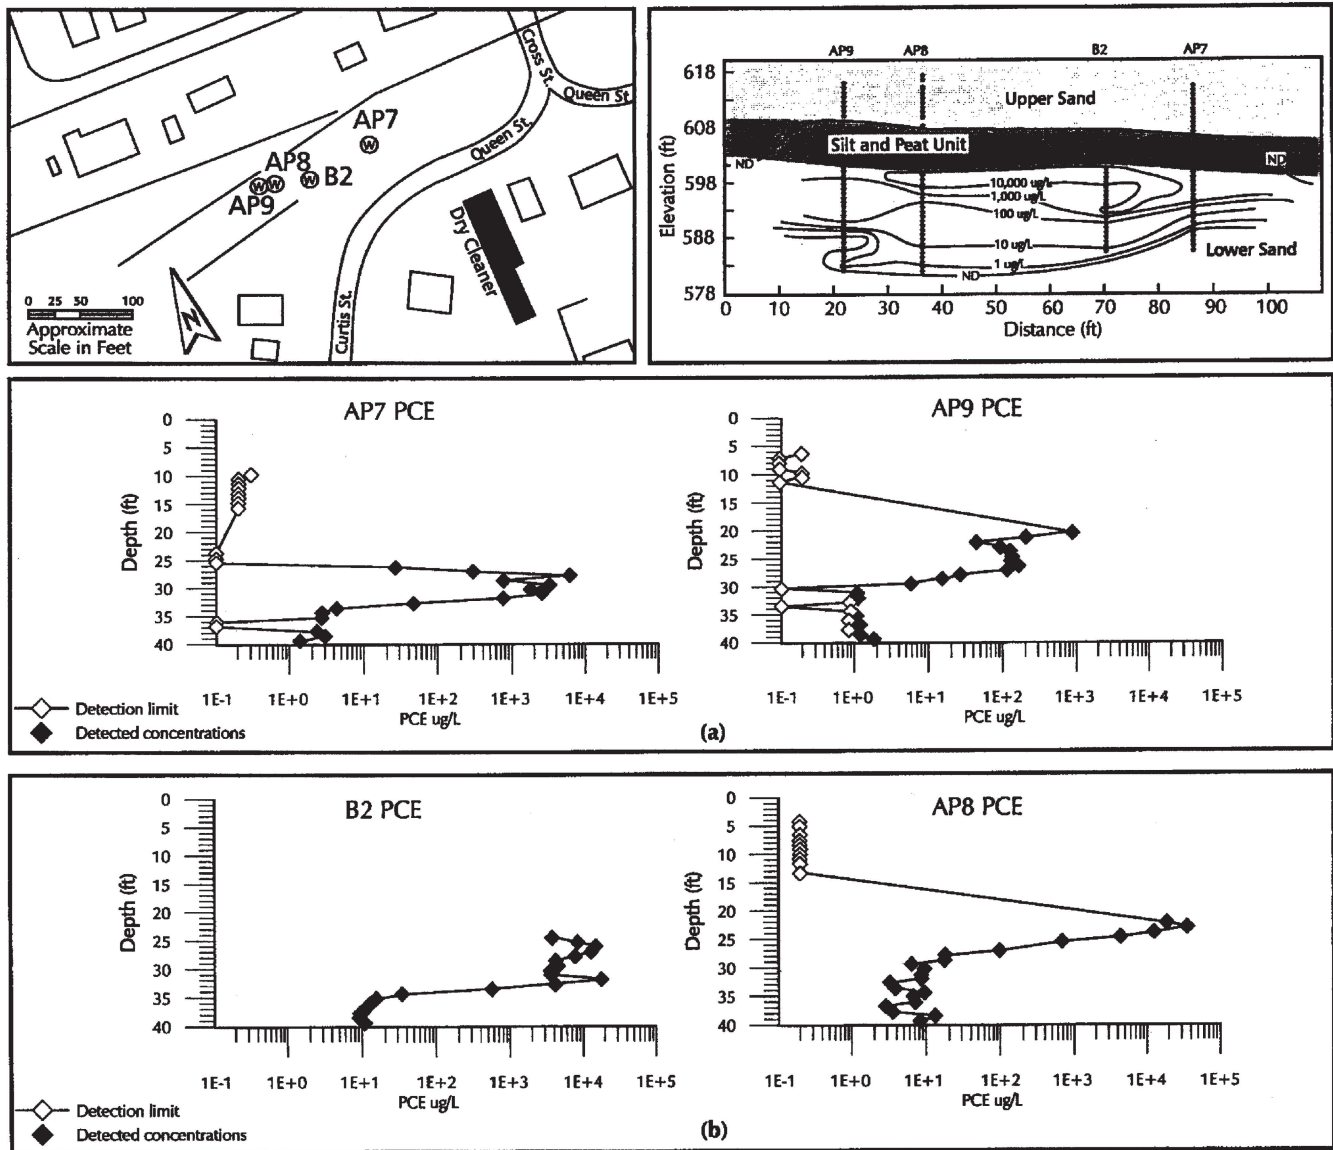 Cross St.
Queen St
Queen St.
AP7
AP8
B2
AP9
Dry Cleaner
Curtis St.
N
0 25 50 100
Approximate
Scale in Feet
W
W
W
W
AP9 AP8 B2 AP7
618
608
598
588
578
Elevation (ft)
Upper Sand
Silt and Peat Unit
ND
ND
10,000 ug/L
1,000 ug/L
100 ug/L
10 ug/L
1 ug/L
ND
Lower Sand
0 10 20 30 40 50 60 70 80 90 100
Distance (ft)
AP7 PCE
0
5
10
15
20
25
30
35
40
Depth (ft)
1E-1 1E+0 1E+1 1E+2 1E+3 1E+4 1E+5
PCE ug/L
AP9 PCE
0
5
10
15
20
25
30
35
40
Depth (ft)
1E-1 1E+0 1E+1 1E+2 1E+3 1E+4 1E+5
PCE ug/L
Detection limit
Detected concentrations
(a)
B2 PCE
0
5
10
15
20
25
30
35
40
Depth (ft)
1E-1 1E+0 1E+1 1E+2 1E+3 1E+4 1E+5
PCE ug/L
AP8 PCE
0
5
10
15
20
25
30
35
40
Depth (ft)
1E-1 1E+0 1E+1 1E+2 1E+3 1E+4 1E+5
PCE ug/L
Detection limit
Detected concentrations
(b)